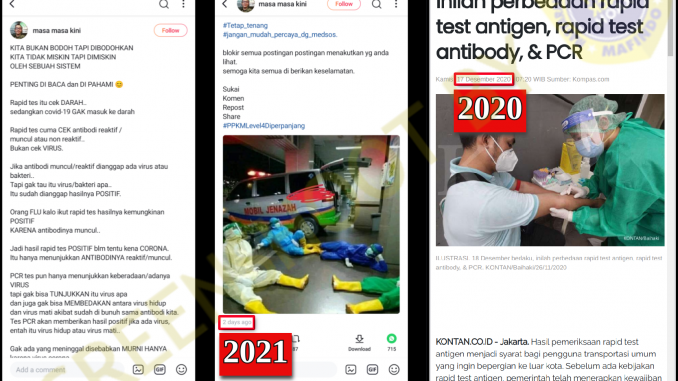 masa masa kini
Follow
KITA BUKAN BODOH TAPI DIBODOHKAN
KITA TIDAK MISKIN TAPI DIMISKIN
OLEH SEBUAH SISTEM
PENTING DI BACA dan DI PAHAMI 😊
Rapid tes itu cek DARAH..
sedangkan covid-19 GAK masuk ke darah
Rapid tes cuma CEK antibodi reaktif /
muncul atau non reaktif..
Bukan cek VIRUS.
Jika antibodi muncul/reaktif dianggap ada virus atau
bakteri..
Tapi gak tau itu virus/bakteri apa..
Itu sudah dianggap hasilnya POSITIF.
Orang FLU kalo ikut rapid tes hasilnya kemungkinan
POSITIF
KARENA antibodinya muncul..
Jadi hasil rapid tes POSITIF blm tentu kena CORONA.
Itu hanya menunjukkan ANTIBODINYA reaktif/muncul.
PCR tes pun hanya menunjukkan keberadaan/adanya
VIRUS
tapi gak bisa TUNJUKKAN itu virus apa
dan juga gak bisa MEMBEDAKAN antara virus hidup
dan virus mati akibat sudah di bunuh sama antibodi kita.
Tes PCR akan memberikan hasil positif jika ada virus,
entah itu virus hidup atau virus mati..
Gak ada yang meninggal disebabkan MURNI HANYA
karena virus corona
Add a comment
GIF
masa masa kini
Follow
#Tetap_tenang
#jangan_mudah_percaya_dg_medsos.
blokir semua postingan postingan menakutkan yg anda
lihat.
semoga kita semua di berikan keselamatan.
Sukai
Komen
Repost
Share
#PPKMLevel4Diperpanjang
MOBIL JENAZAH
2 days ago
2021
Download
715
GIF
Inilah perbedaan rapid
test antigen, rapid test
antibody, & PCR
MAFINDO
Kamis, 17 Desember 2020 07:20 WIB Sumber: Kompas.com
2020
KONTAN/Baihaki
ILUSTRASI. 18 Desember berlaku, inilah perbedaan rapid test antigen, rapid test
antibody, & PCR. KONTAN/Baihaki/26/11/2020
KONTAN.CO.ID - Jakarta. Hasil pemeriksaan rapid test
antigen menjadi syarat bagi pengguna transportasi umum
yang ingin bepergian ke luar kota. Sebelum ada kebijakan
rapid test antigen, pemerintah telah menerapkan kewajiban